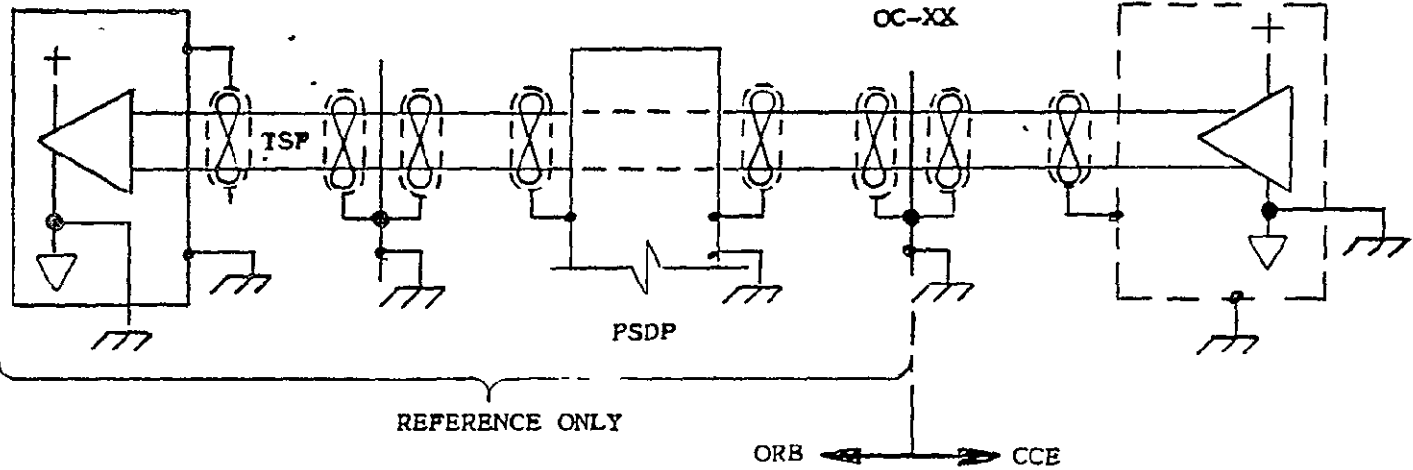 OC-XX
TSP
PSDP
REFERENCE ONLY
ORB CCE